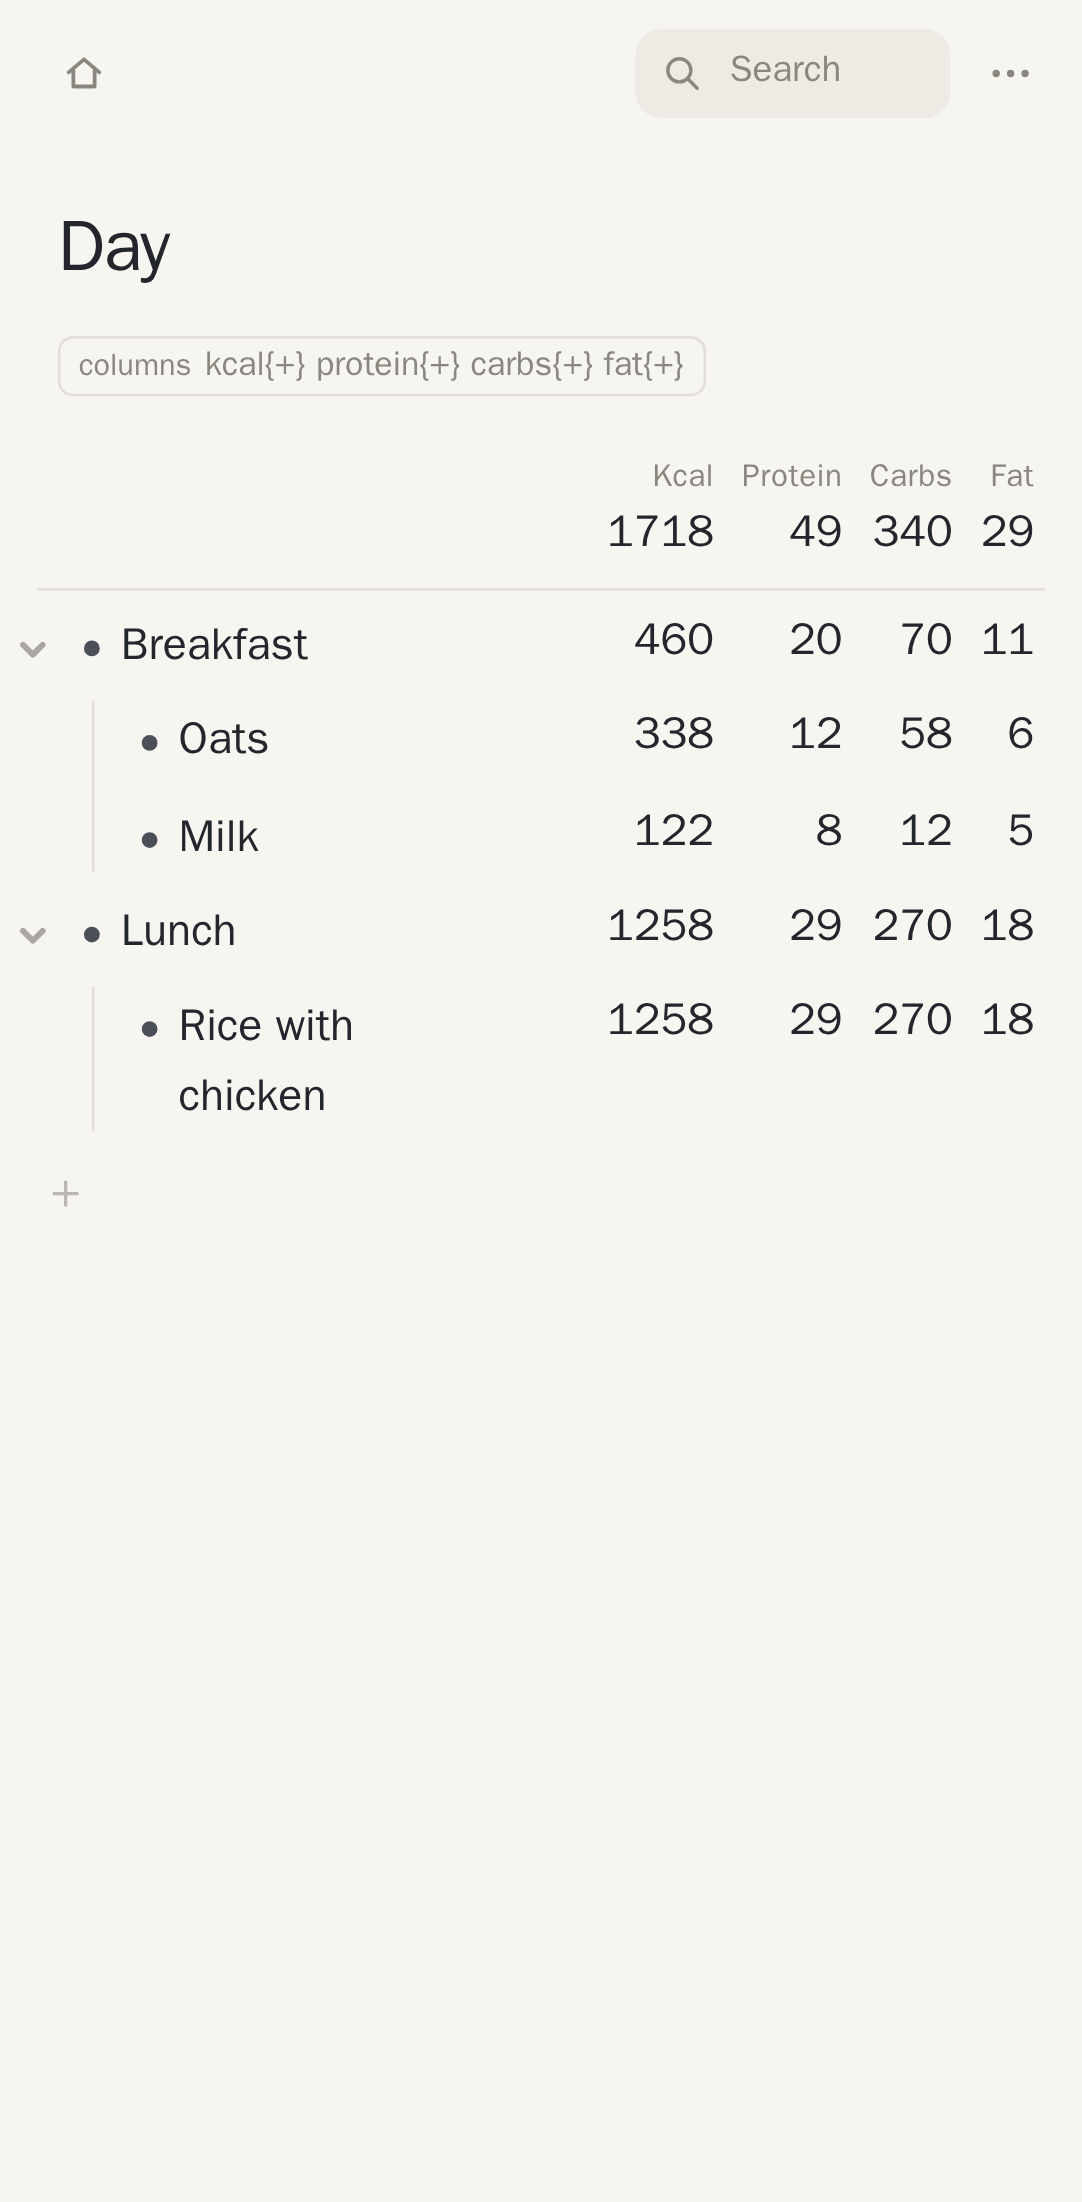 Search
Day
columns kcal{+} protein{+} carbs{+} fat{+}
Kcal Protein Carbs Fat
1718 49 340 29
Breakfast 460 20 70 11
Oats 338 12 58 6
Milk 122 8 12 5
Lunch 1258 29 270 18
Rice with 1258 29 270 18
chicken